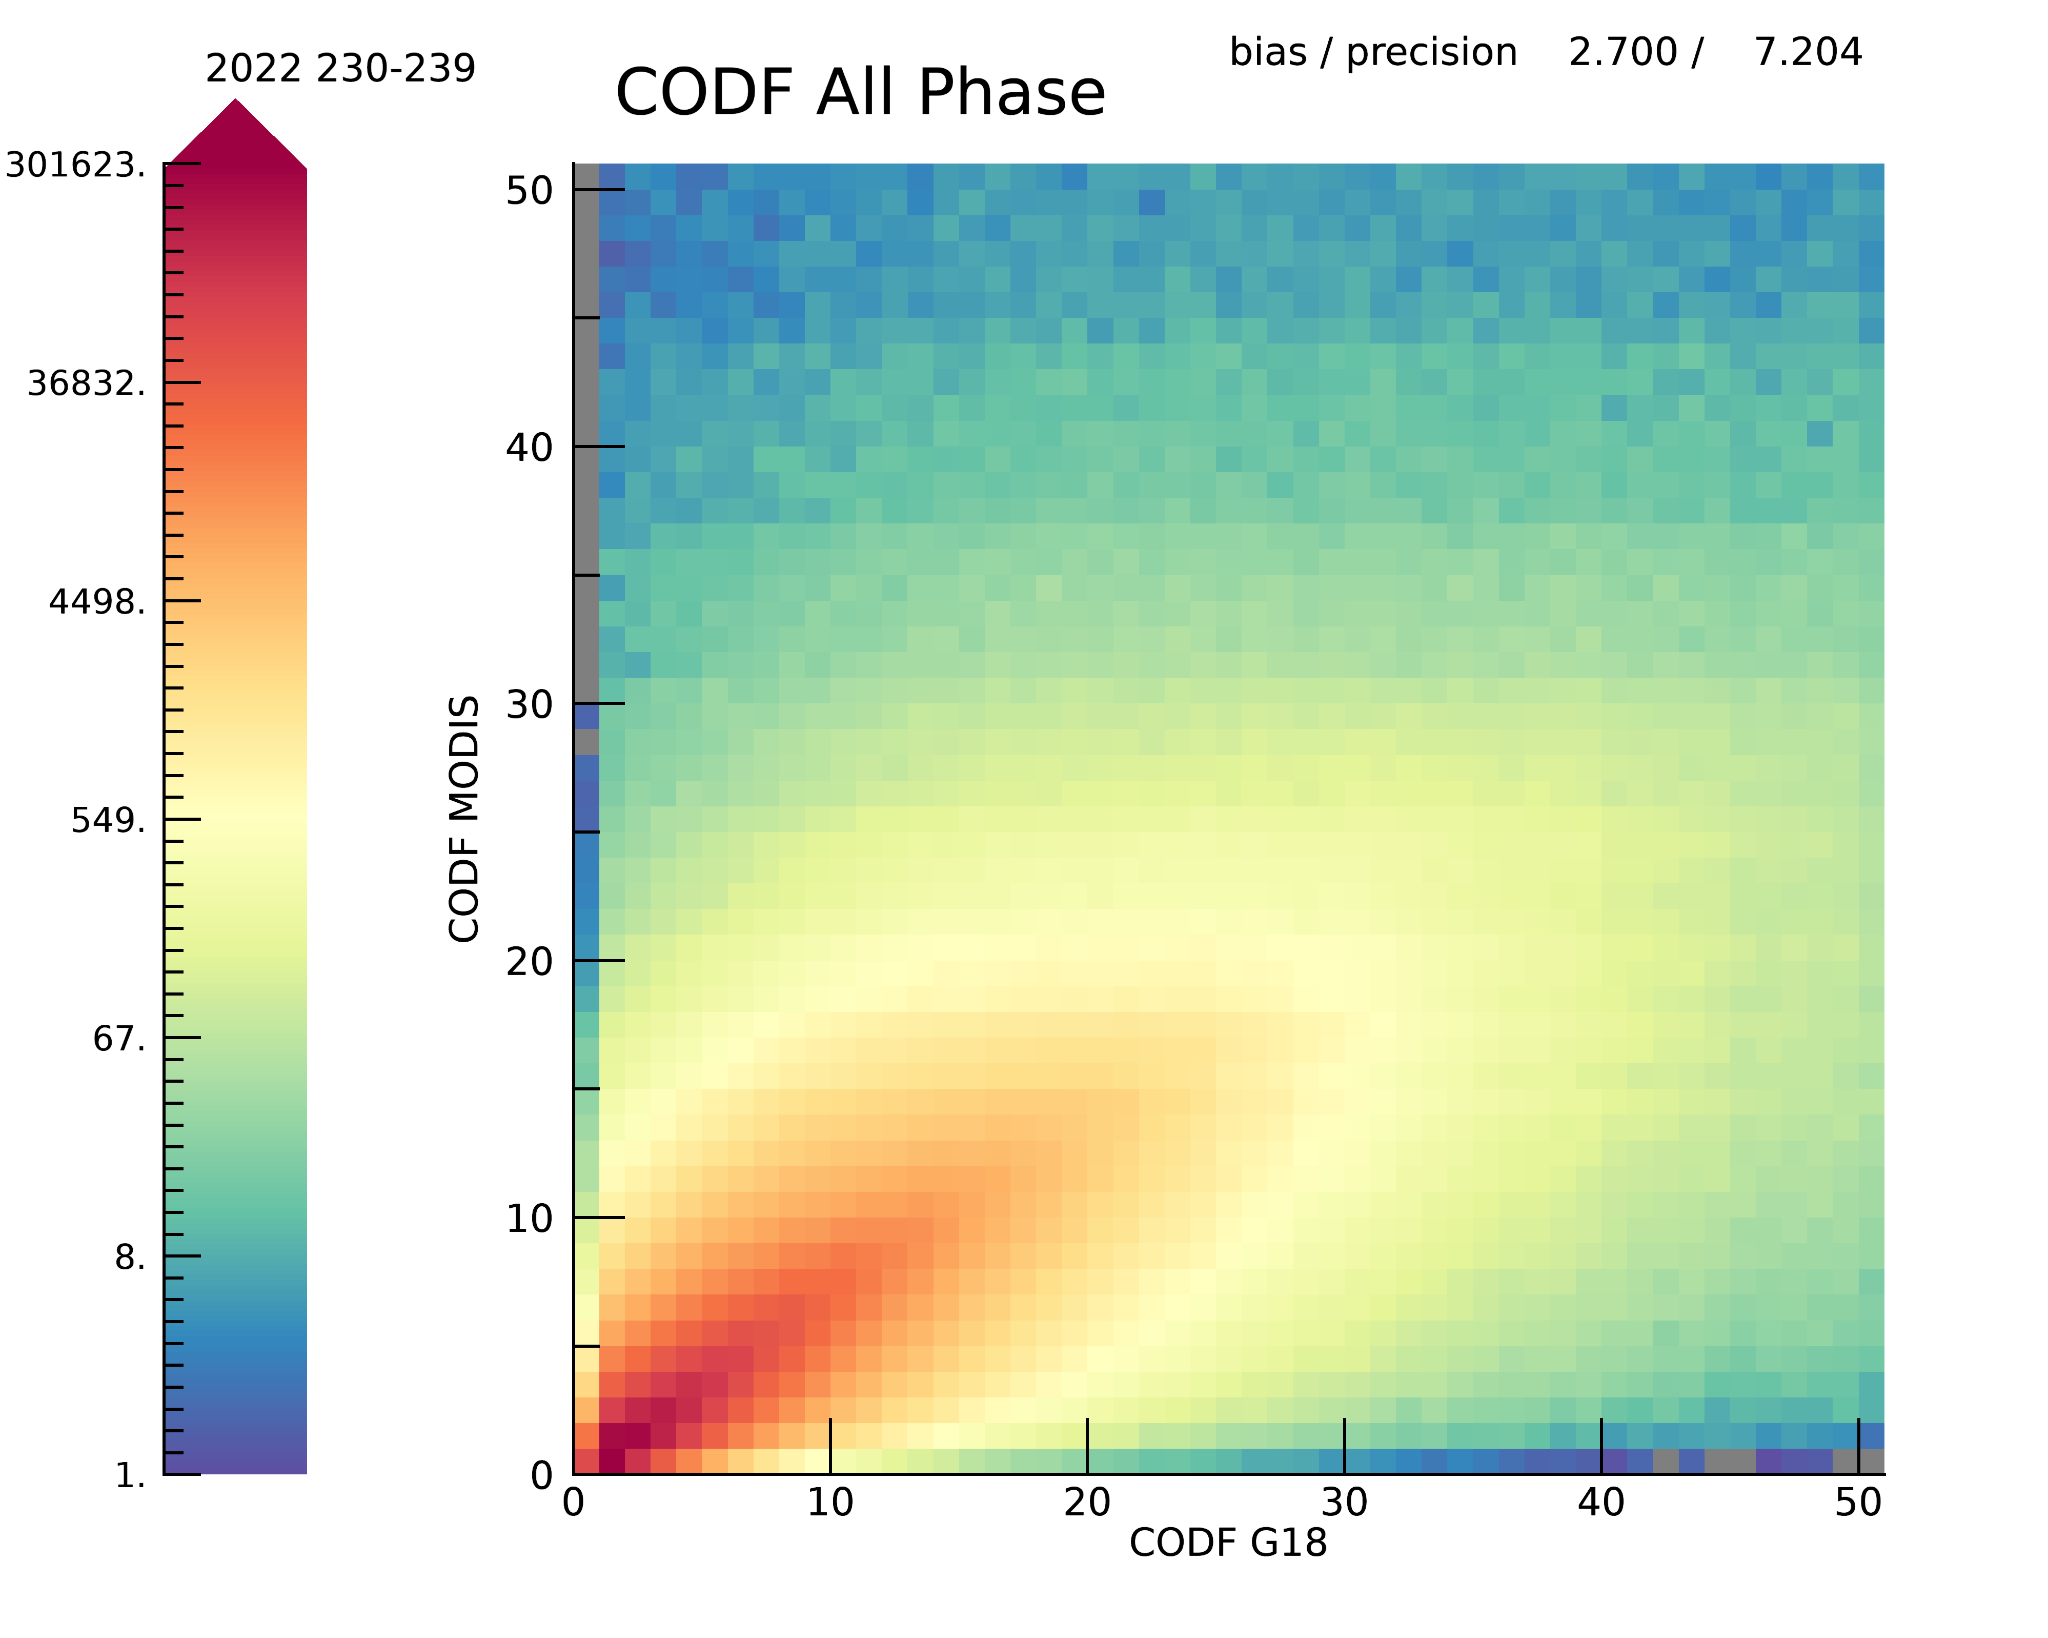 bias / precision 2.700 / 7.204
2022 230-239
CODF All Phase
301623.
36832.
4498.
549.
67.
8.
1.
CODF MODIS
50
40
30
20
10
0
0 10 20 30 40 50
CODF G18